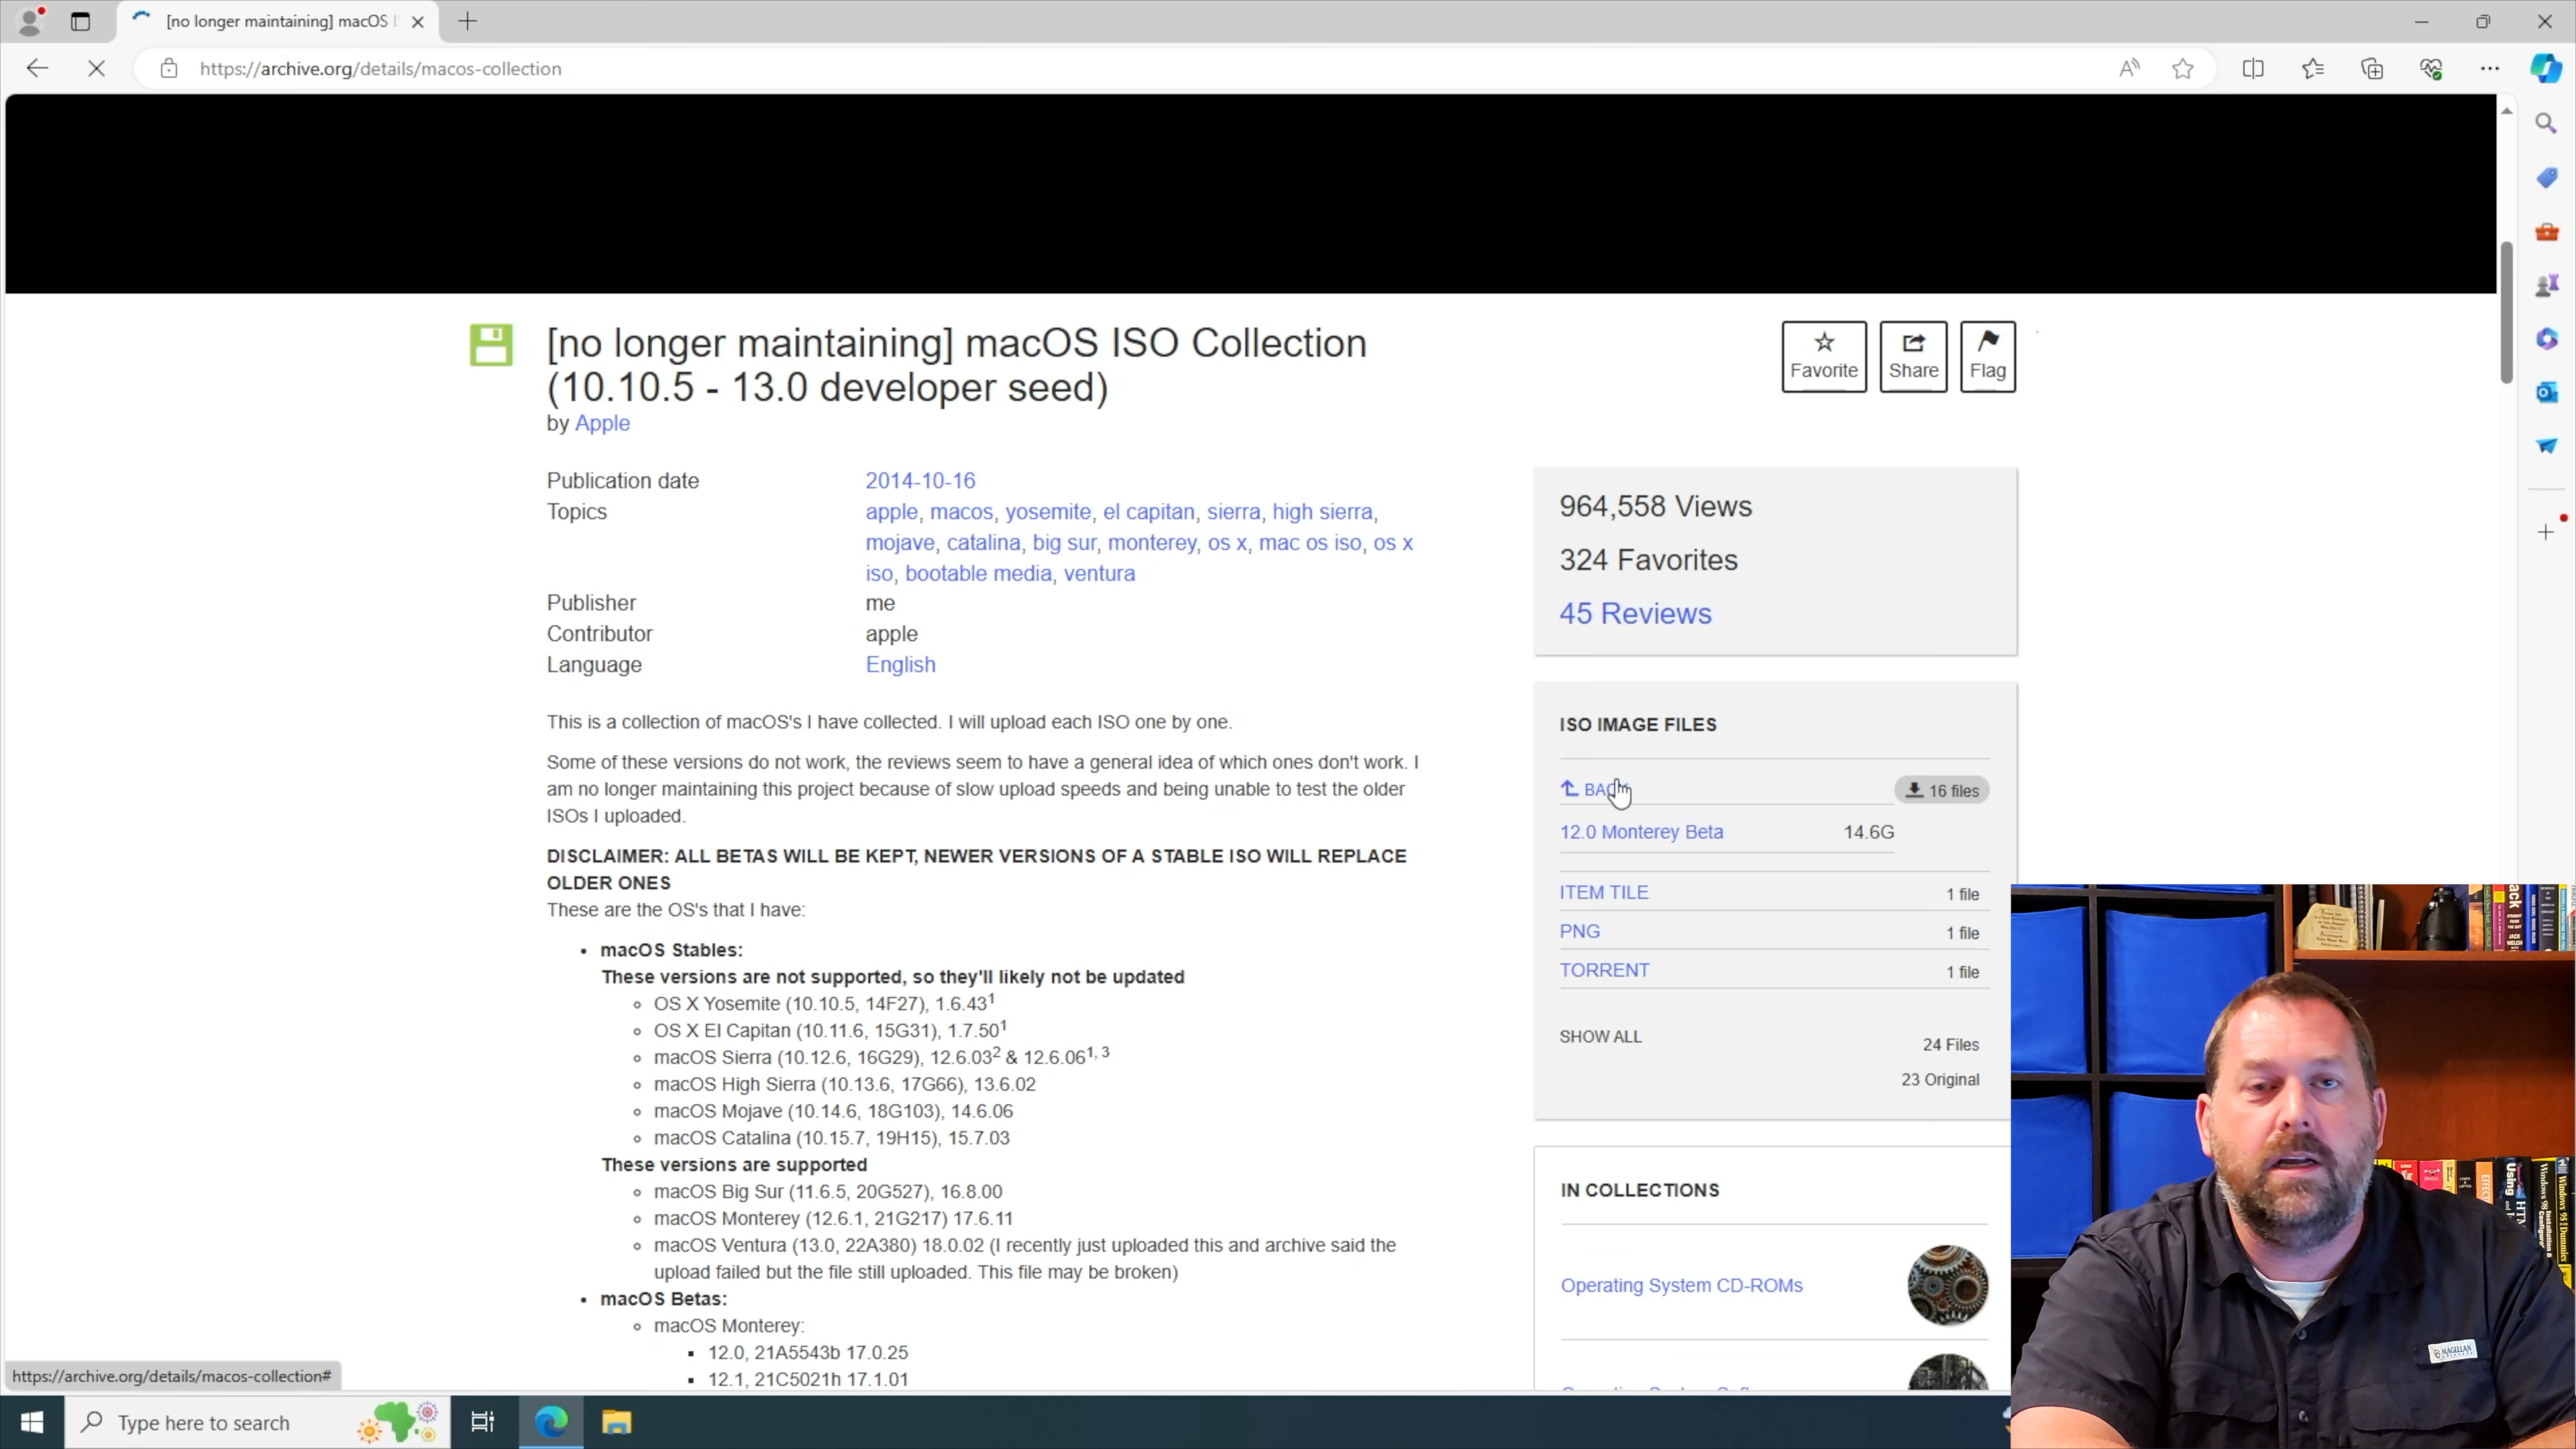 [no longer maintaining] macOS I
https://archive.org/details/macos-collection
[no longer maintaining] macOS ISO Collection
(10.10.5 - 13.0 developer seed)
by Apple
Favorite
Share
Flag
Publication date 2014-10-16
Topics apple, macos, yosemite, el capitan, sierra, high sierra,
mojave, catalina, big sur, monterey, os x, mac os iso, os x
iso, bootable media, ventura
Publisher me
Contributor apple
Language English
This is a collection of macOS's I have collected. I will upload each ISO one by one.
Some of these versions do not work, the reviews seem to have a general idea of which ones don't work. I
am no longer maintaining this project because of slow upload speeds and being unable to test the older
ISOs I uploaded.
DISCLAIMER: ALL BETAS WILL BE KEPT, NEWER VERSIONS OF A STABLE ISO WILL REPLACE
OLDER ONES
These are the OS's that I have:
macOS Stables:
These versions are not supported, so they'll likely not be updated
OS X Yosemite (10.10.5, 14F27), 1.6.43¹
OS X El Capitan (10.11.6, 15G31), 1.7.50¹
macOS Sierra (10.12.6, 16G29), 12.6.03² & 12.6.06¹, ³
macOS High Sierra (10.13.6, 17G66), 13.6.02
macOS Mojave (10.14.6, 18G103), 14.6.06
macOS Catalina (10.15.7, 19H15), 15.7.03
These versions are supported
macOS Big Sur (11.6.5, 20G527), 16.8.00
macOS Monterey (12.6.1, 21G217) 17.6.11
macOS Ventura (13.0, 22A380) 18.0.02 (I recently just uploaded this and archive said the
upload failed but the file still uploaded. This file may be broken)
macOS Betas:
macOS Monterey:
12.0, 21A5543b 17.0.25
12.1, 21C5021h 17.1.01
964,558 Views
324 Favorites
45 Reviews
ISO IMAGE FILES
BACK 16 files
12.0 Monterey Beta 14.6G
ITEM TILE 1 file
PNG 1 file
TORRENT 1 file
SHOW ALL 24 Files
23 Original
IN COLLECTIONS
Operating System CD-ROMs
https://archive.org/details/macos-collection#
Type here to search
MAGELLAN